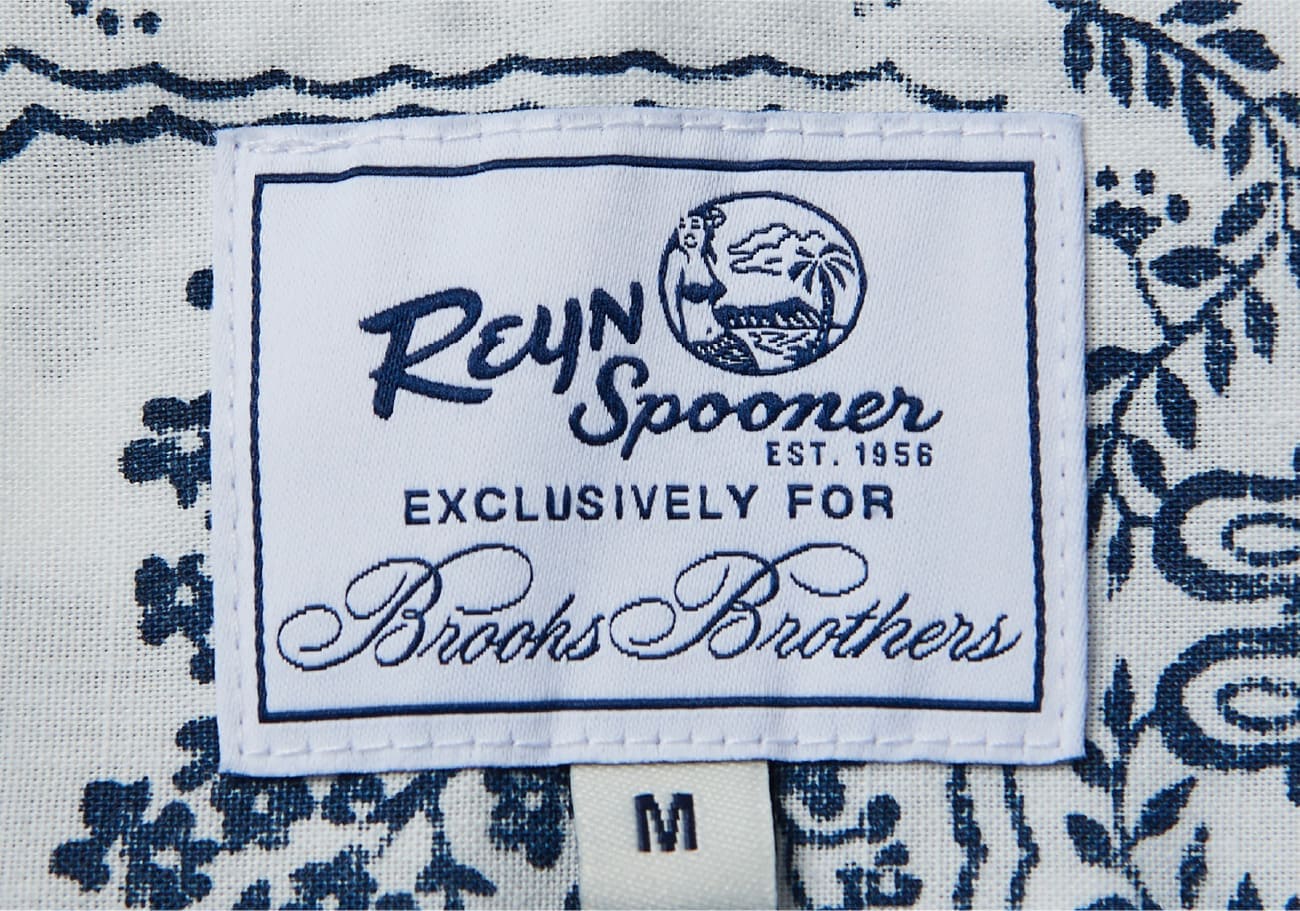 Reyn
Spooner
EST. 1956
EXCLUSIVELY FOR
Brooks Brothers
M